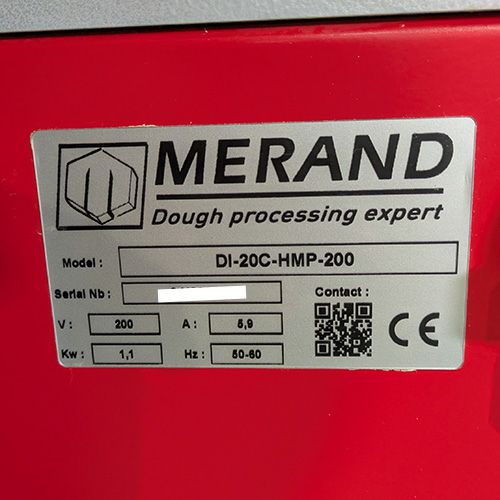 MERAND
Dough processing expert
Model : DI-20C-HMP-200
Serial Nb :
Contact :
V : 200 A : 5,9
Kw : 1,1 Hz : 50-60
CE